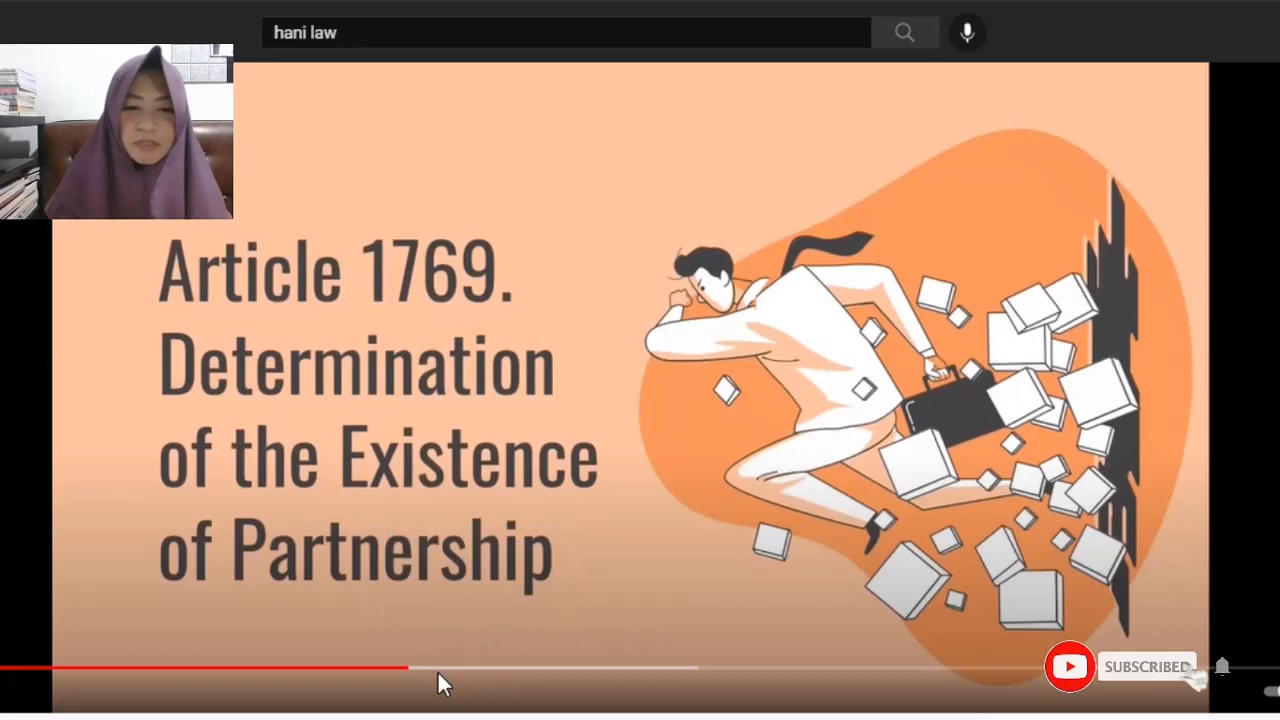 hani law
Article 1769.
Determination
of the Existence
of Partnership
SUBSCRIBED